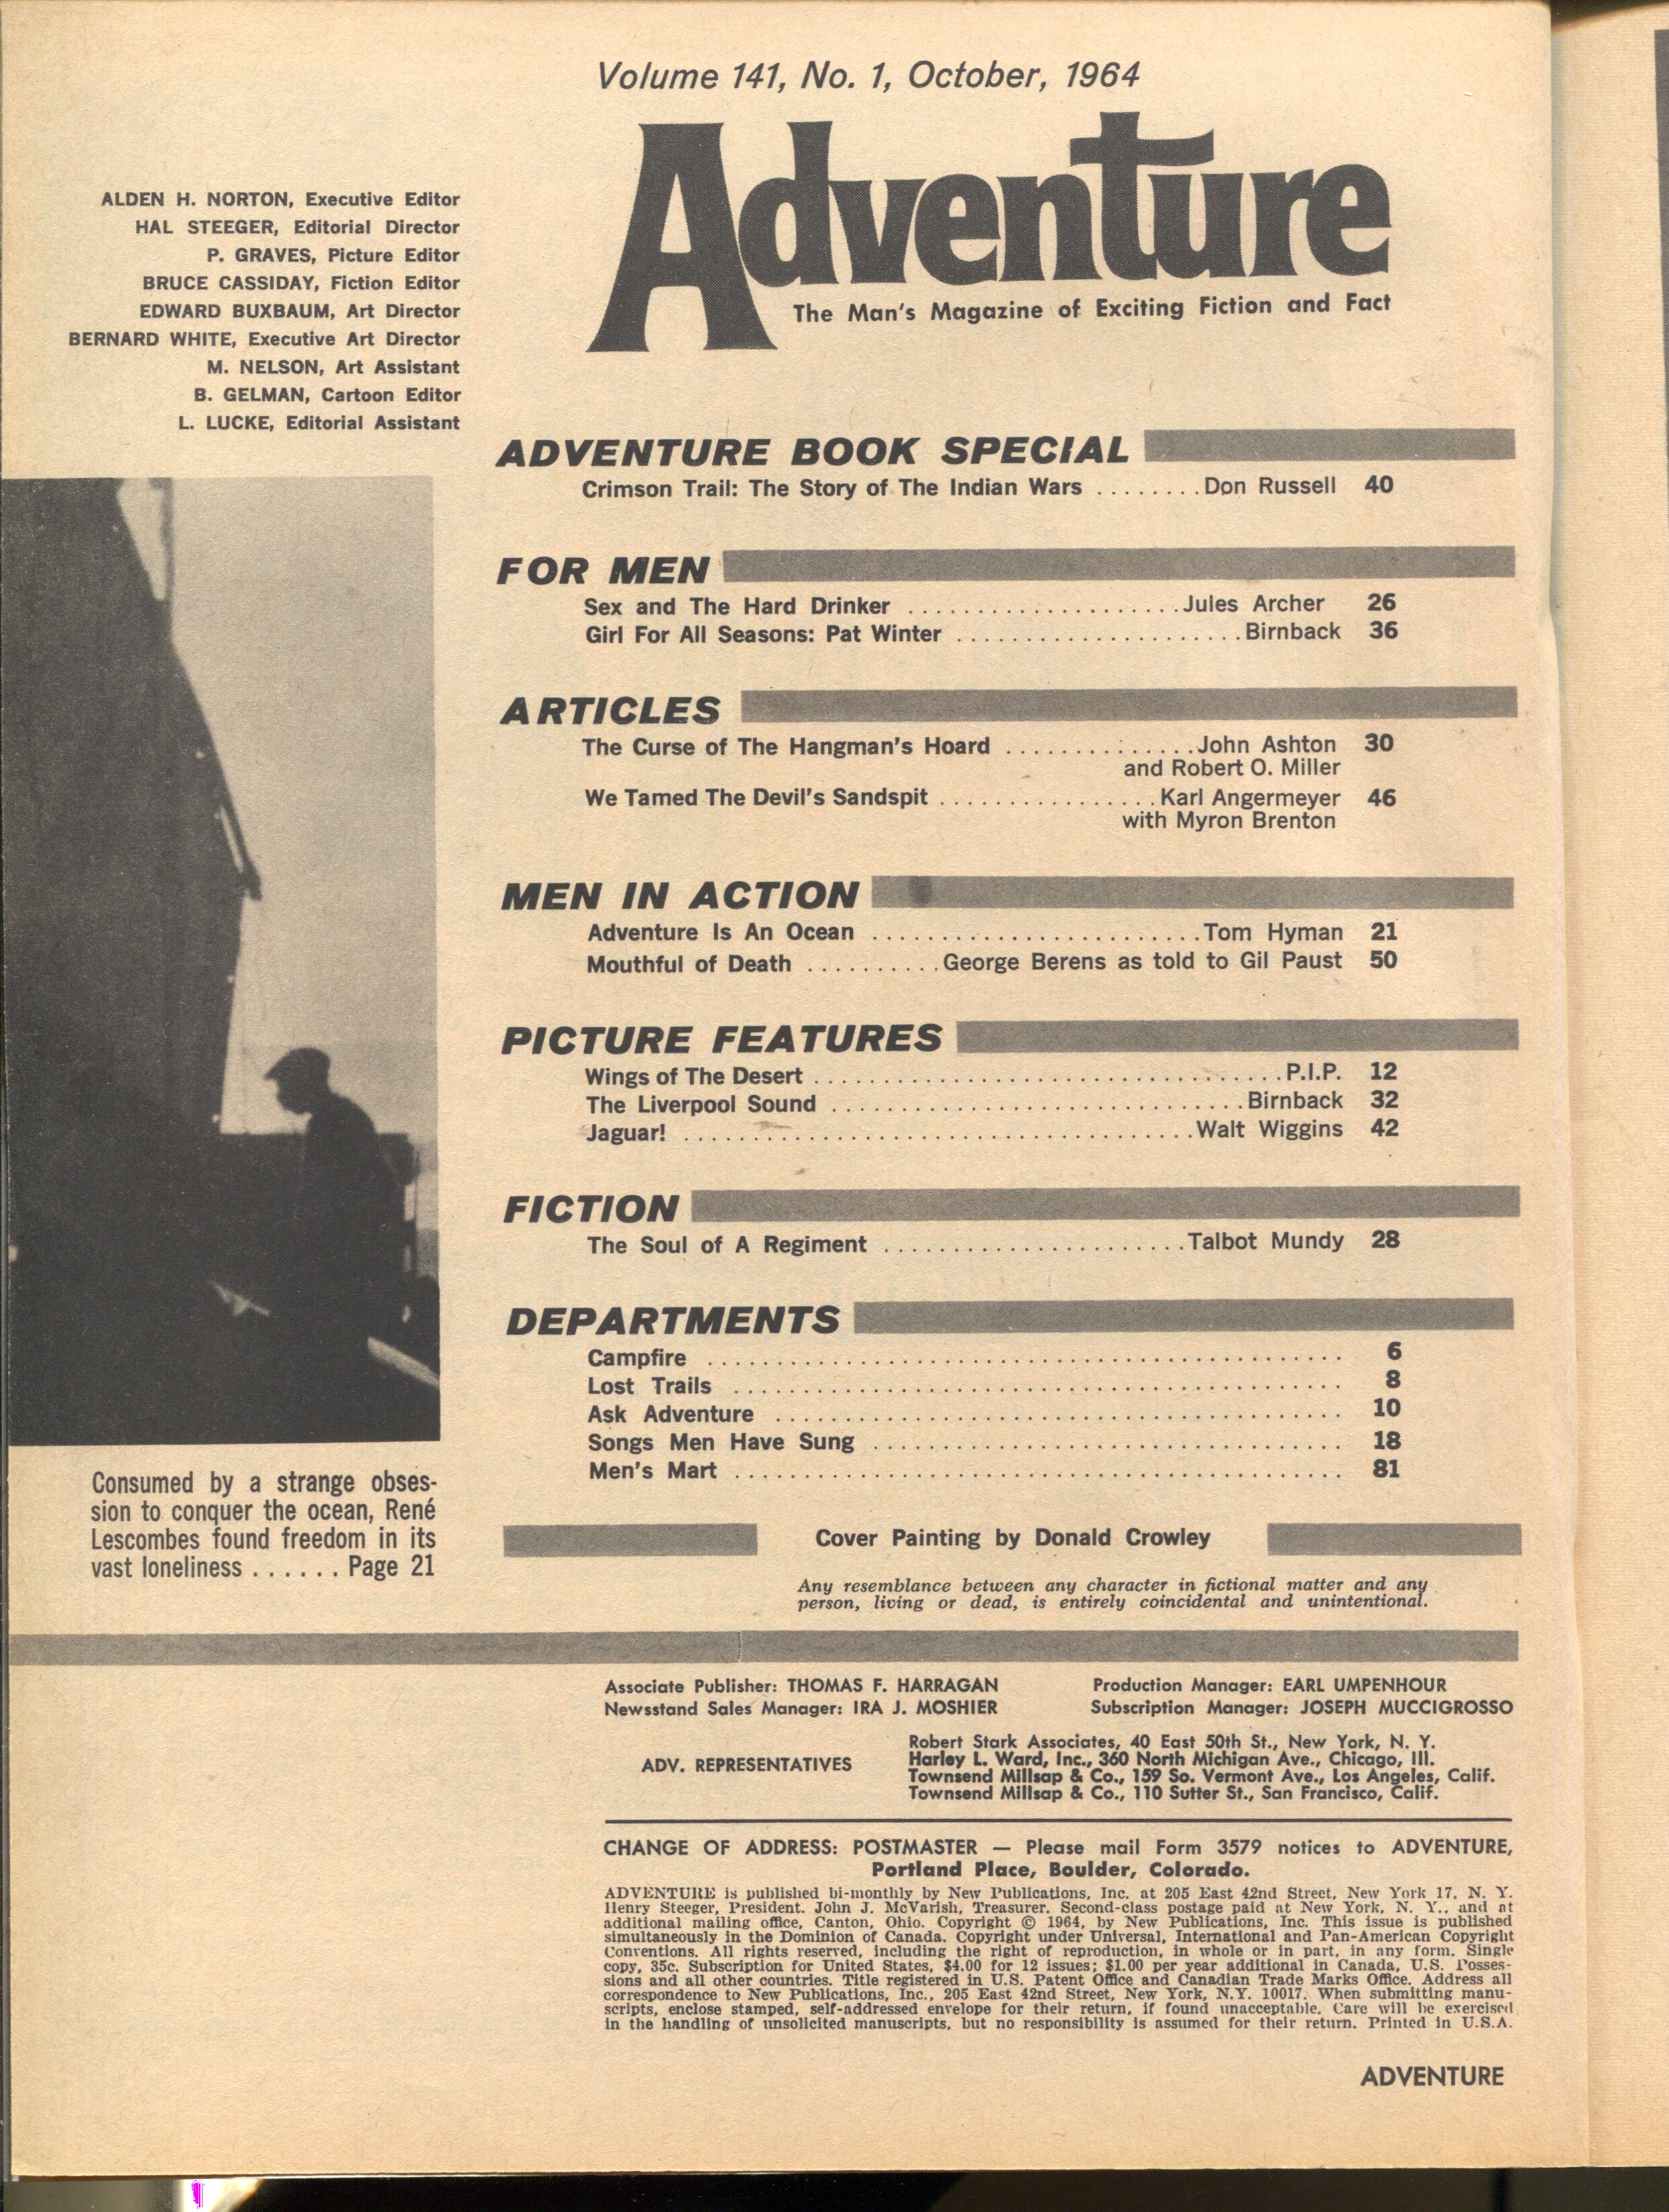 Volume 141, No. 1, October, 1964
Adventure
The Man's Magazine of Exciting Fiction and Fact
ALDEN H. NORTON, Executive Editor
HAL STEEGER, Editorial Director
P. GRAVES, Picture Editor
BRUCE CASSIDAY, Fiction Editor
EDWARD BUXBAUM, Art Director
BERNARD WHITE, Executive Art Director
M. NELSON, Art Assistant
B. GELMAN, Cartoon Editor
L. LUCKE, Editorial Assistant
ADVENTURE BOOK SPECIAL
Crimson Trail: The Story of The Indian Wars ........ Don Russell 40
FOR MEN
Sex and The Hard Drinker .................... Jules Archer 26
Girl For All Seasons: Pat Winter ..................... Birnback 36
ARTICLES
The Curse of The Hangman's Hoard .............. John Ashton 30
and Robert O. Miller
We Tamed The Devil's Sandspit ................ Karl Angermeyer 46
with Myron Brenton
MEN IN ACTION
Adventure Is An Ocean ........................ Tom Hyman 21
Mouthful of Death .......... George Berens as told to Gil Paust 50
PICTURE FEATURES
Wings of The Desert .................................. P.I.P. 12
The Liverpool Sound .............................. Birnback 32
Jaguar! ..................................... Walt Wiggins 42
FICTION
The Soul of A Regiment ...................... Talbot Mundy 28
DEPARTMENTS
Campfire .............................................. 6
Lost Trails ............................................ 8
Ask Adventure ......................................... 10
Songs Men Have Sung .................................. 18
Men's Mart ............................................ 81
Consumed by a strange obses-
sion to conquer the ocean, René
Lescombes found freedom in its
vast loneliness ...... Page 21
Cover Painting by Donald Crowley
Any resemblance between any character in fictional matter and any
person, living or dead, is entirely coincidental and unintentional.
Associate Publisher: THOMAS F. HARRAGAN Production Manager: EARL UMPENHOUR
Newsstand Sales Manager: IRA J. MOSHIER Subscription Manager: JOSEPH MUCCIGROSSO
ADV. REPRESENTATIVES
Robert Stark Associates, 40 East 50th St., New York, N. Y.
Harley L. Ward, Inc., 360 North Michigan Ave., Chicago, Ill.
Townsend Millsap & Co., 159 So. Vermont Ave., Los Angeles, Calif.
Townsend Millsap & Co., 110 Sutter St., San Francisco, Calif.
CHANGE OF ADDRESS: POSTMASTER — Please mail Form 3579 notices to ADVENTURE,
Portland Place, Boulder, Colorado.
ADVENTURE is published bi-monthly by New Publications, Inc. at 205 East 42nd Street, New York 17, N. Y.
Henry Steeger, President. John J. McVarish, Treasurer. Second-class postage paid at New York, N. Y., and at
additional mailing office, Canton, Ohio. Copyright © 1964, by New Publications, Inc. This issue is published
simultaneously in the Dominion of Canada. Copyright under Universal, International and Pan-American Copyright
Conventions. All rights reserved, including the right of reproduction, in whole or in part, in any form. Single
copy, 35c. Subscription for United States, $4.00 for 12 issues; $1.00 per year additional in Canada, U.S. Posses-
sions and all other countries. Title registered in U.S. Patent Office and Canadian Trade Marks Office. Address all
correspondence to New Publications, Inc., 205 East 42nd Street, New York, N.Y. 10017. When submitting manu-
scripts, enclose stamped, self-addressed envelope for their return, if found unacceptable. Care will be exercised
in the handling of unsolicited manuscripts, but no responsibility is assumed for their return. Printed in U.S.A.
ADVENTURE